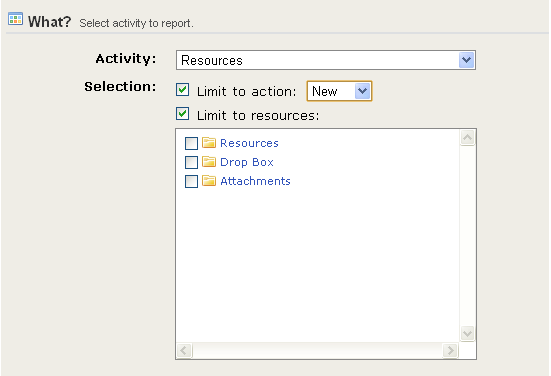 What? Select activity to report.
Activity: Resources
Selection: Limit to action: New
Limit to resources:
Resources
Drop Box
Attachments